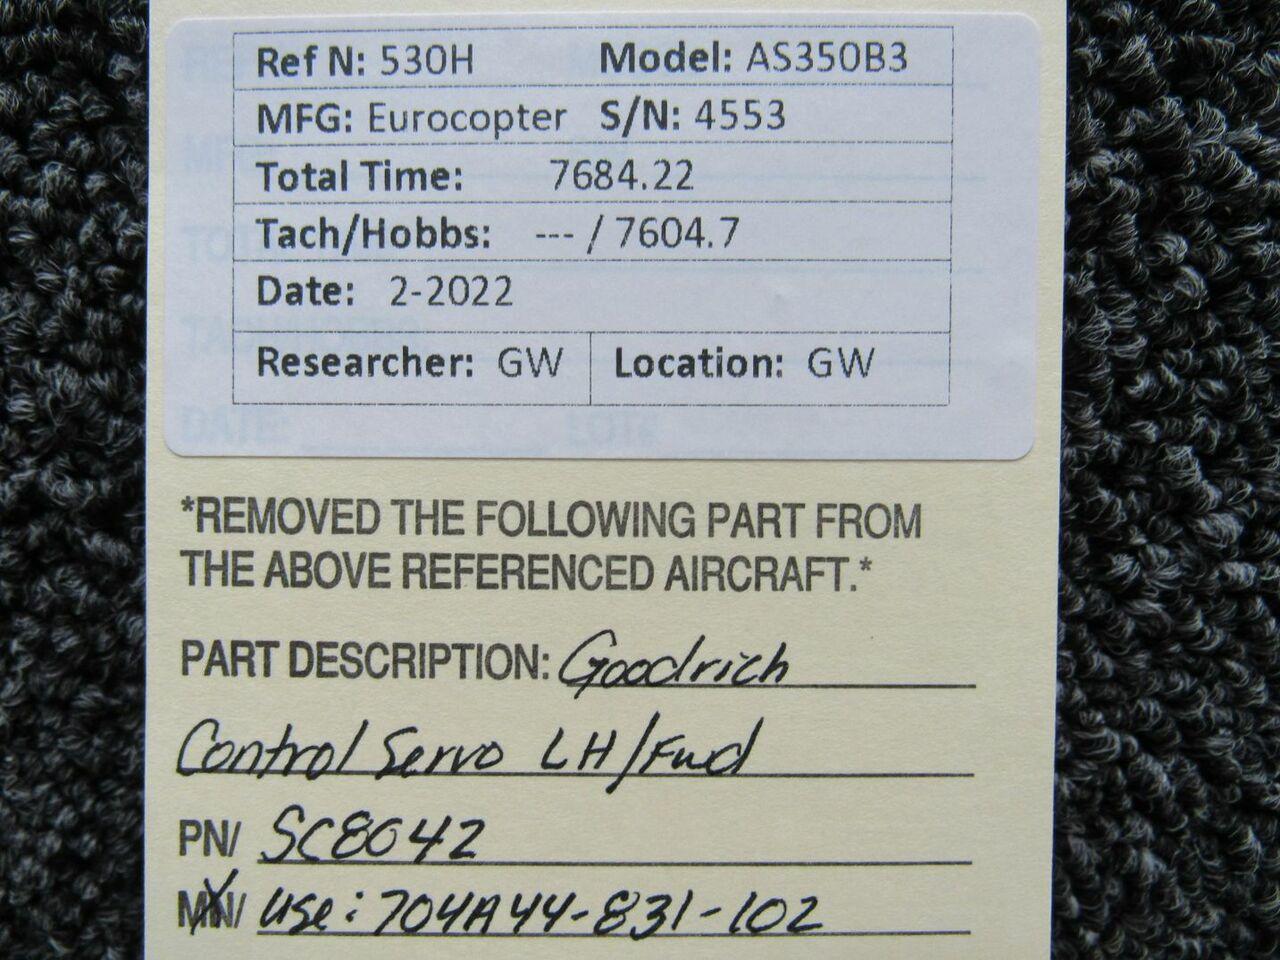 Ref N: 530H Model: AS350B3
MFG: Eurocopter S/N: 4553
Total Time: 7684.22
Tach/Hobbs: --- / 7604.7
Date: 2-2022
Researcher: GW Location: GW
*REMOVED THE FOLLOWING PART FROM
THE ABOVE REFERENCED AIRCRAFT.*
PART DESCRIPTION: Goodrich
Control Servo LH/Fwd
PN/ SC8042
MN/ use: 704A44-831-102